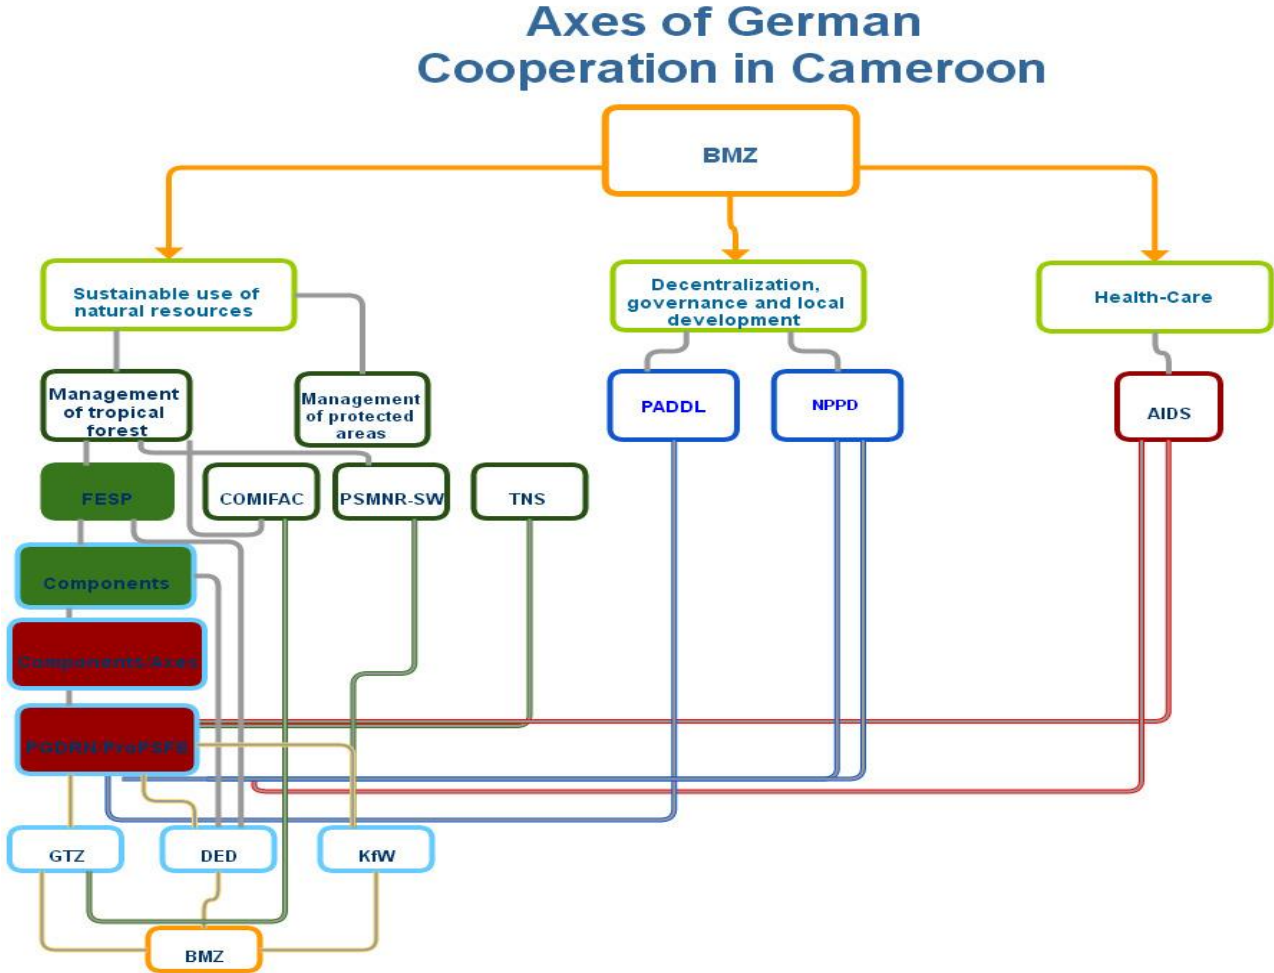 Axes of German
Cooperation in Cameroon
BMZ
Sustainable use of
natural resources
Decentralization,
governance and local
development
Health-Care
Management
of tropical
forest
Management
of protected
areas
PADDL
NPPD
AIDS
FESP
COMIFAC
PSMNR-SW
TNS
Components
Components/Axes
PGDRN/ProPSFE
GTZ
DED
KfW
BMZ